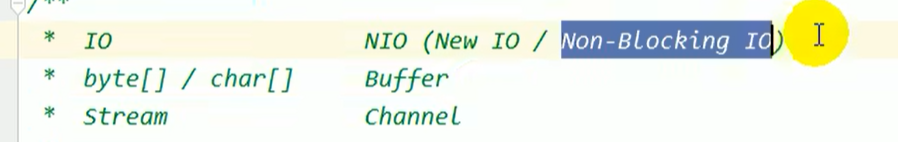 /**
* IO NIO (New IO / Non-Blocking IO)
* byte[] / char[] Buffer
* Stream Channel